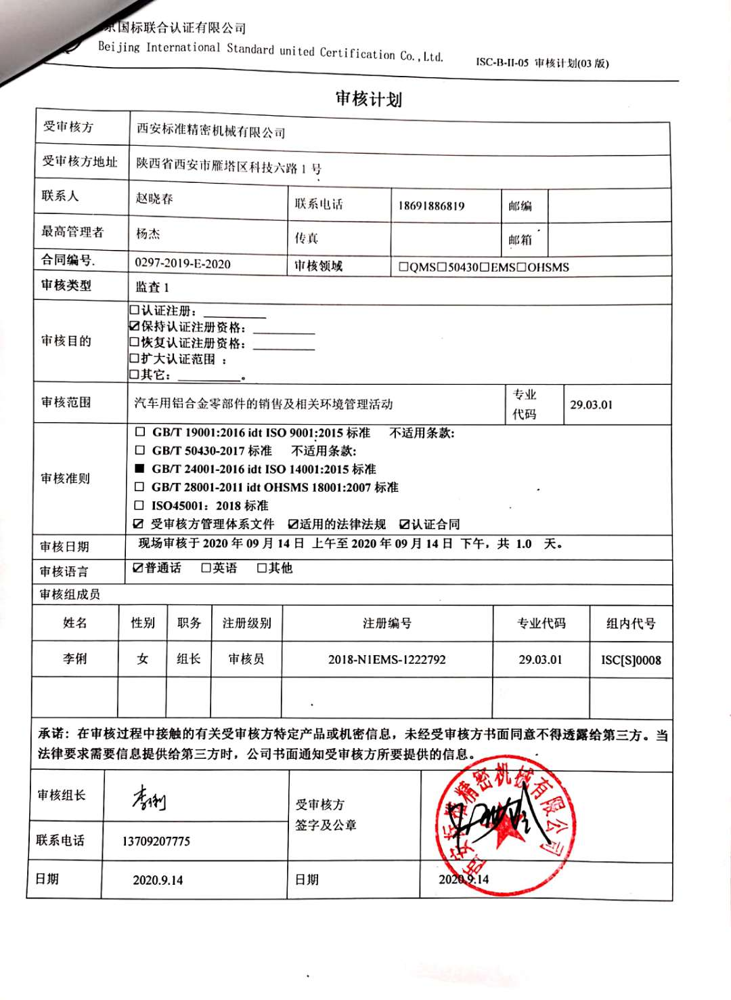 京国标联合认证有限公司
Beijing International Standard united Certification Co.,Ltd.
ISC-B-II-05 审核计划(03 版)
审核计划
受审核方 西安标准精密机械有限公司
受审核方地址 陕西省西安市雁塔区科技六路 1 号
联系人 赵晓春 联系电话 18691886819 邮编
最高管理者 杨杰 传真 邮箱
合同编号. 0297-2019-E-2020 审核领域 □QMS□50430□EMS□OHSMS
审核类型 监查 1
审核目的
□认证注册：
☑保持认证注册资格：
□恢复认证注册资格：
□扩大认证范围 ：
□其它： 。
审核范围 汽车用铝合金零部件的销售及相关环境管理活动 专业代码 29.03.01
审核准则
□ GB/T 19001:2016 idt ISO 9001:2015 标准 不适用条款:
□ GB/T 50430-2017 标准 不适用条款:
■ GB/T 24001-2016 idt ISO 14001:2015 标准
□ GB/T 28001-2011 idt OHSMS 18001:2007 标准
□ ISO45001：2018 标准
☑ 受审核方管理体系文件 ☑适用的法律法规 ☑认证合同
审核日期 现场审核于 2020 年 09 月 14 日 上午至 2020 年 09 月 14 日 下午，共 1.0 天。
审核语言 ☑普通话 □英语 □其他
审核组成员
姓名 性别 职务 注册级别 注册编号 专业代码 组内代号
李俐 女 组长 审核员 2018-N1EMS-1222792 29.03.01 ISC[S]0008
承诺：在审核过程中接触的有关受审核方特定产品或机密信息，未经受审核方书面同意不得透露给第三方。当
法律要求需要信息提供给第三方时，公司书面通知受审核方所要提供的信息。
审核组长 李俐 受审核方
签字及公章
西安标准精密机械有限公司
联系电话 13709207775
日期 2020.9.14 日期 2020.9.14